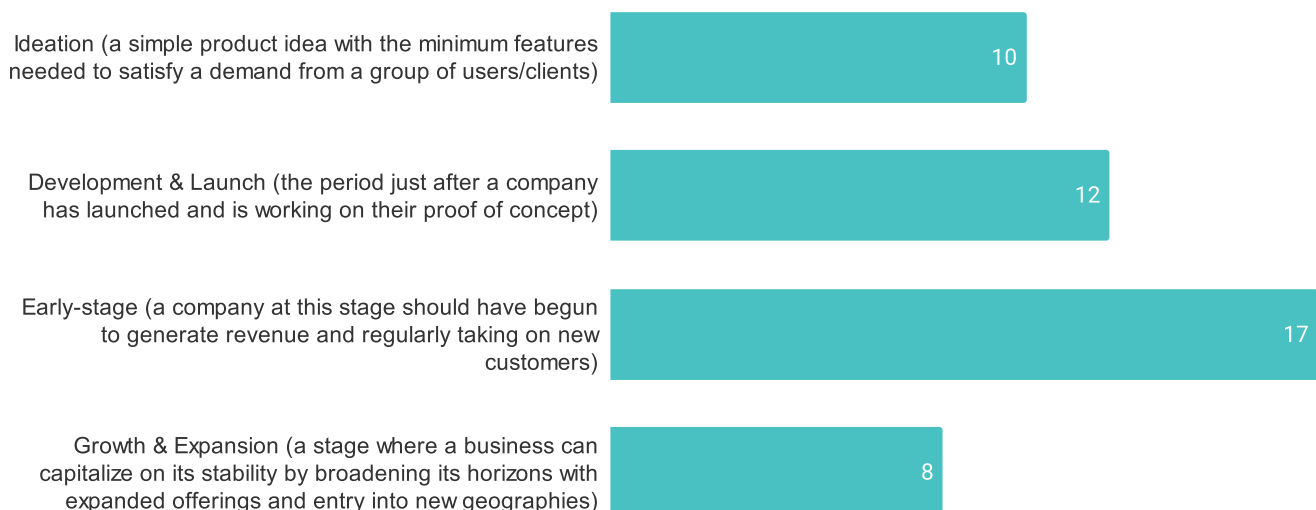 Ideation (a simple product idea with the minimum features
needed to satisfy a demand from a group of users/clients)
10
Development & Launch (the period just after a company
has launched and is working on their proof of concept)
12
Early-stage (a company at this stage should have begun
to generate revenue and regularly taking on new
customers)
17
Growth & Expansion (a stage where a business can
capitalize on its stability by broadening its horizons with
expanded offerings and entry into new geographies)
8